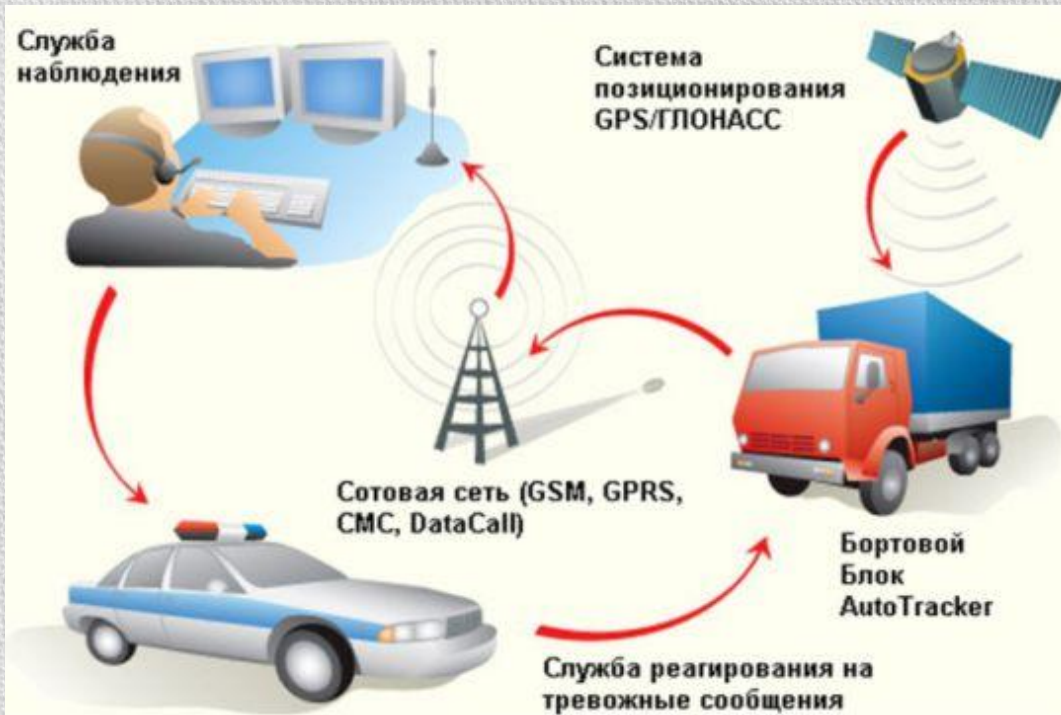 Служба
наблюдения
Система
позиционирования
GPS/ГЛОНАСС
Сотовая сеть (GSM, GPRS,
СМС, DataCall)
Бортовой
Блок
AutoTracker
Служба реагирования на
тревожные сообщения